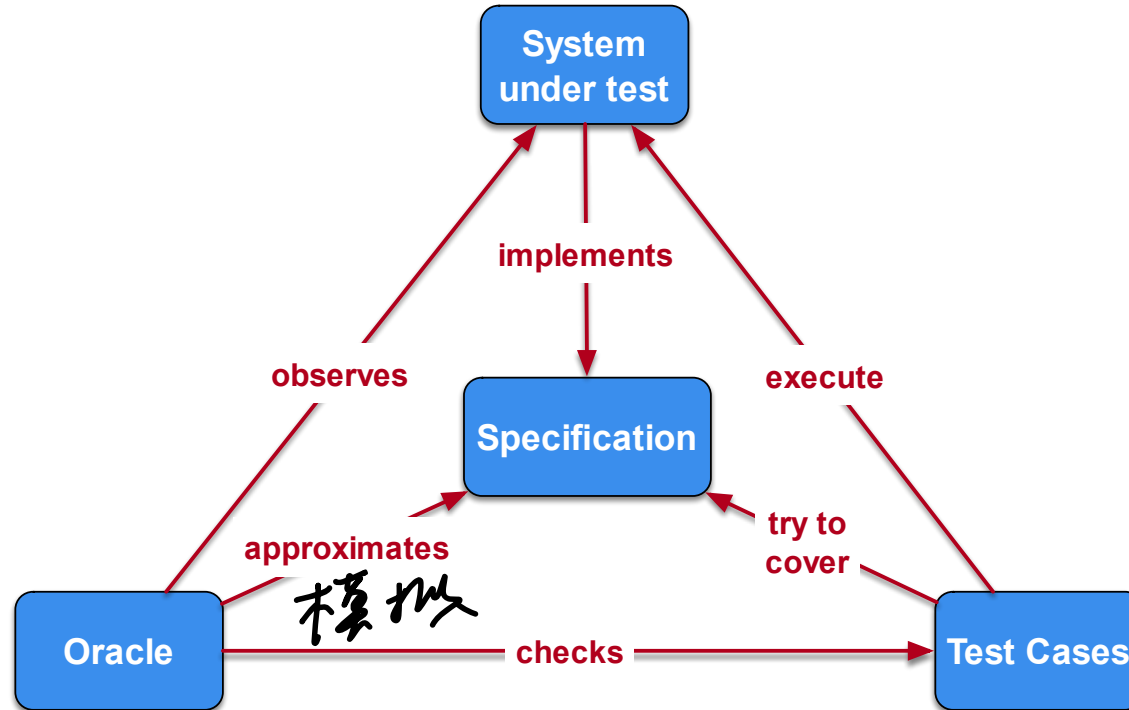 System
under test
implements
observes
execute
Specification
try to
cover
approximates
模拟
Oracle
checks
Test Cases